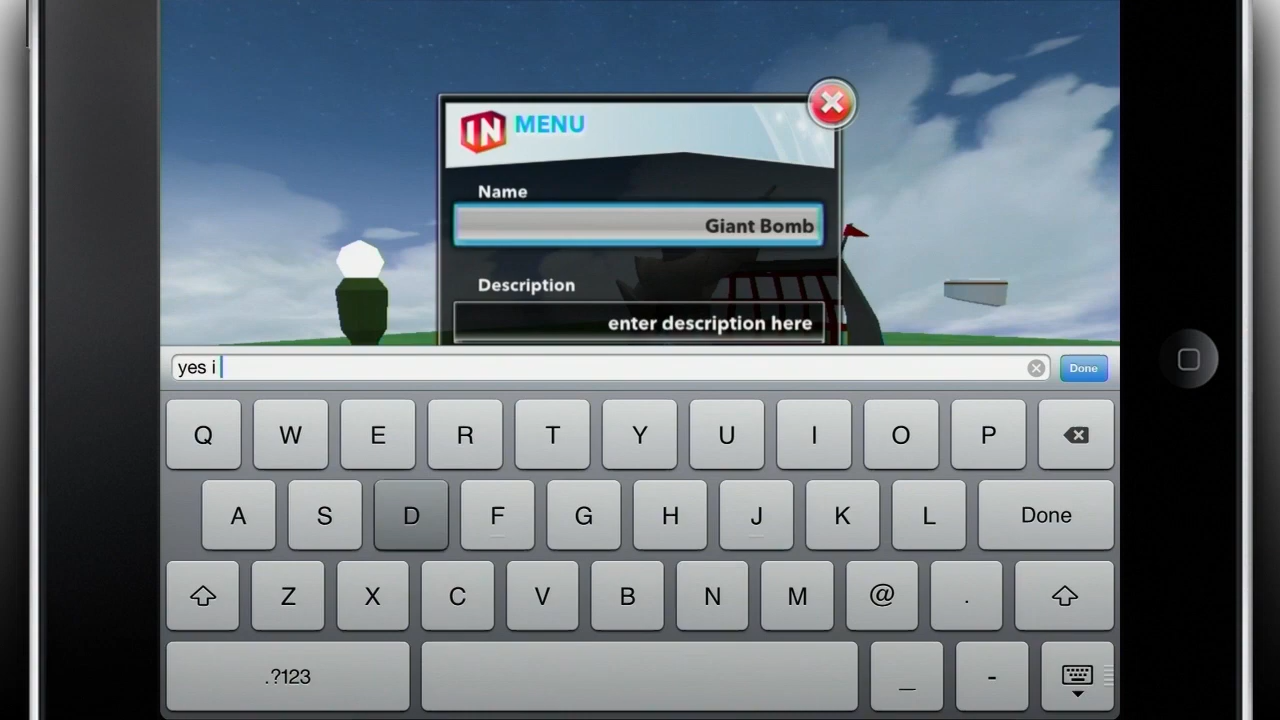 IN MENU
Name
Giant Bomb
Description
enter description here
yes i
Done
Q W E R T Y U I O P
A S D F G H J K L Done
Z X C V B N M @ .
.?123 _ -